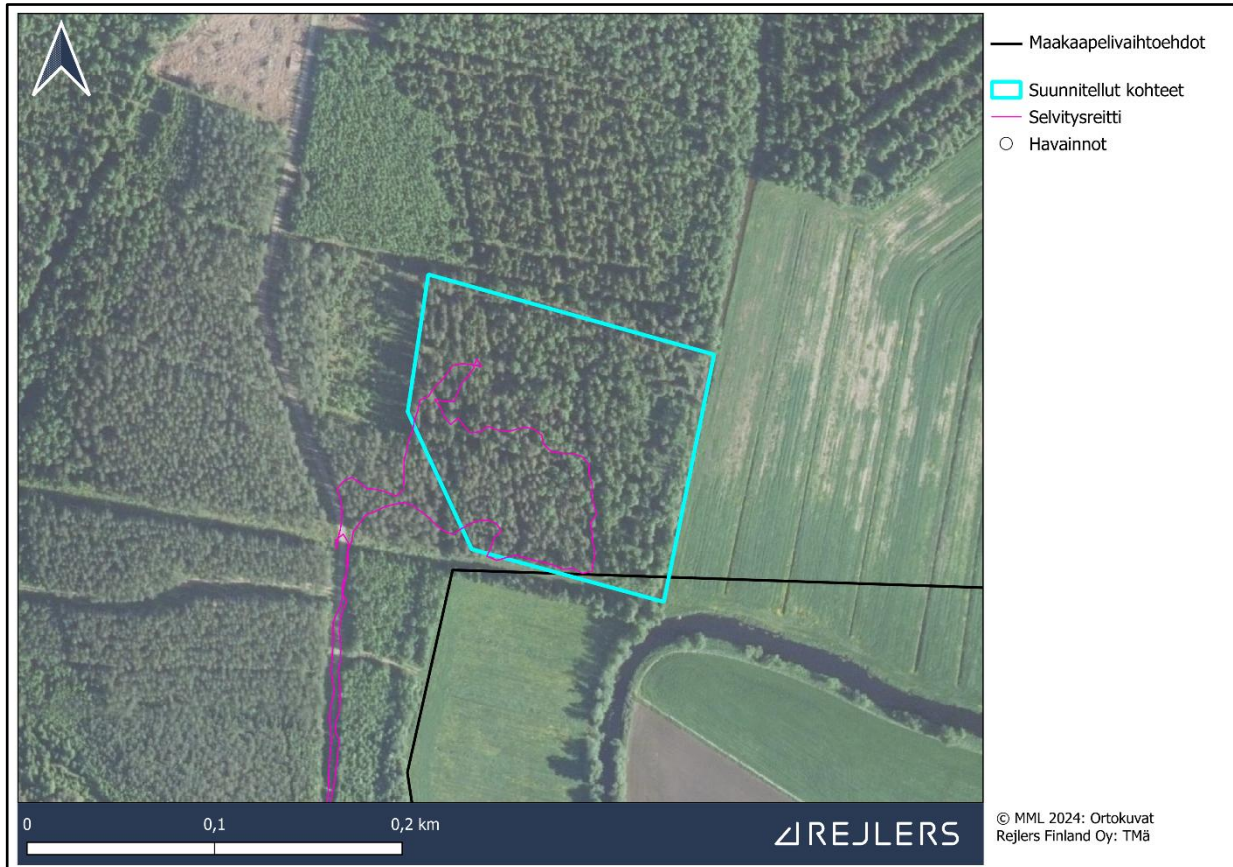 Maakaapelivaihtoehdot
Suunnitellut kohteet
Selvitysreitti
Havainnot
0 0,1 0,2 km
REJLERS
© MML 2024: Ortokuvat
Rejlers Finland Oy: TMä